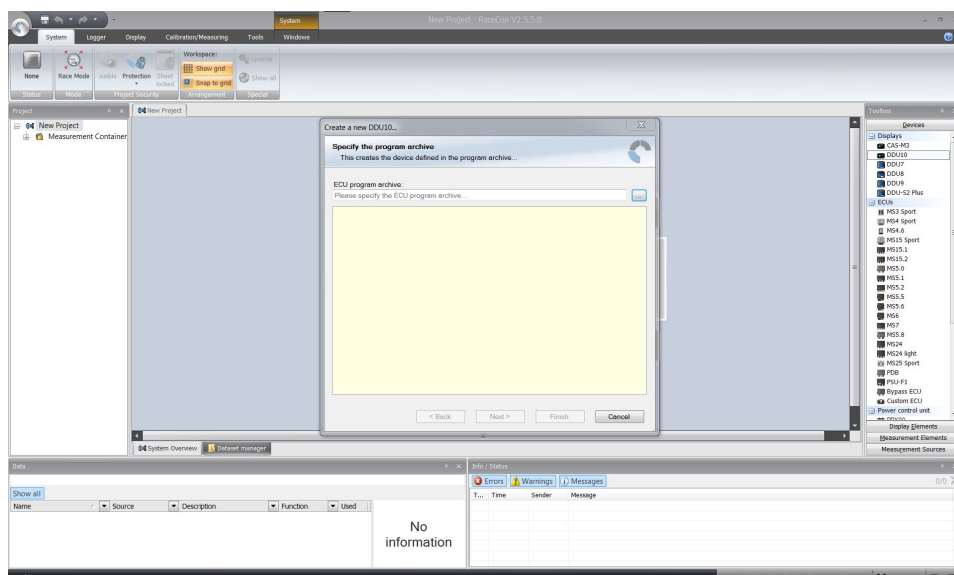 System
New Project - RaceCon V2.5.5.0
System
Logger
Display
Calibration/Measuring
Tools
Windows
None
Race Mode
visible
Protection
Sheet locked
Workspace:
Show grid
Snap to grid
Unarea
Show all
Status
Mode
Project Security
Arrangement
Special
Project
New Project
Measurement Container
New Project
Create a new DDU10...
Specify the program archive
This creates the device defined in the program archive...
ECU program archive:
Please specify the ECU program archive...
...
< Back
Next >
Finish
Cancel
System Overview
Dataset manager
Toolbox
Devices
Displays
CAS-M3
DDU10
DDU7
DDU8
DDU9
DDU-S2 Plus
ECUs
MS3 Sport
MS4 Sport
MS4.6
MS15 Sport
MS15.1
MS15.2
MS5.0
MS5.1
MS5.2
MS5.5
MS5.6
MS6
MS7
MS5.8
MS24
MS24 light
MS25 Sport
PDB
PSU-F1
Bypass ECU
Custom ECU
Power control unit
Display Elements
Measurement Elements
Measurement Sources
Data
Show all
Name
Source
Description
Function
Used
No
information
Info / Status
Errors
Warnings
Messages
0/0
T...
Time
Sender
Message